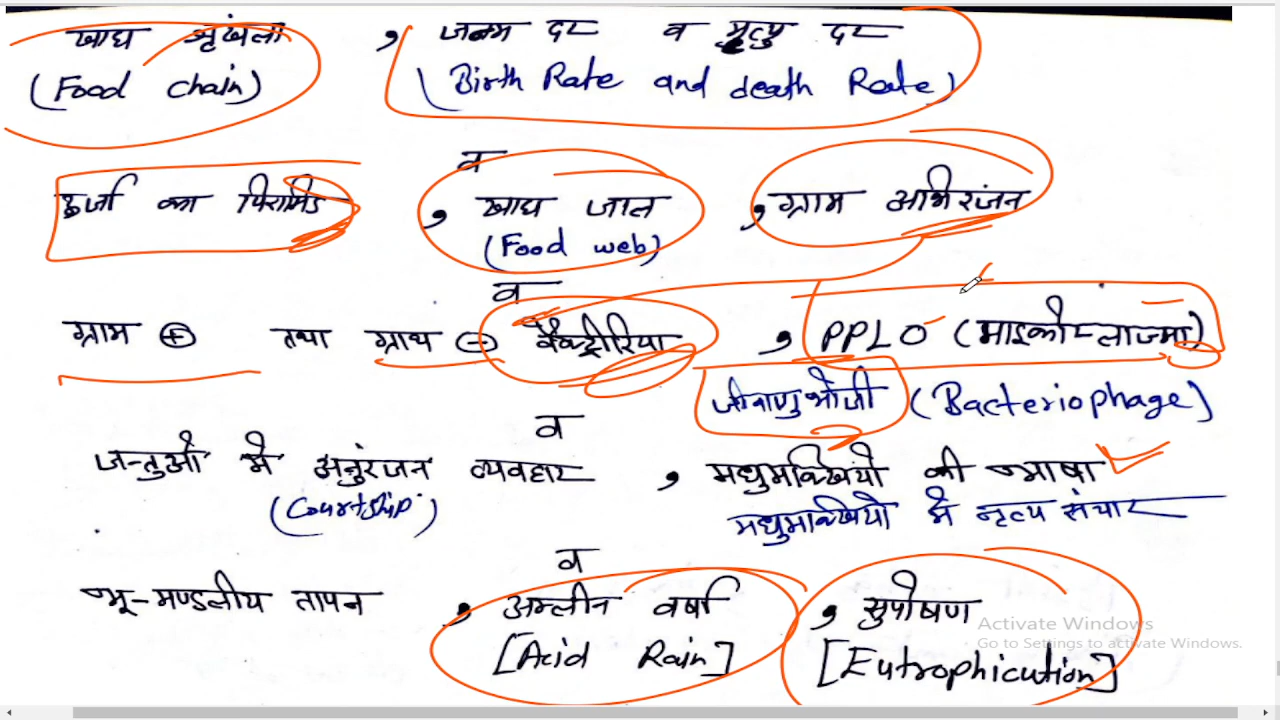 खाद्य श्रृंखला , जन्म दर व मृत्यु दर
(Food chain) (Birth Rate and death Rate)
व
ऊर्जा का पिरामिड , खाद्य जाल , ग्राम अभिरंजन
(Food web)
व
ग्राम ⊕ तथा ग्राम ⊖ बैक्टीरिया , PPLO (माइकोप्लाज्मा)
जीवाणुभोजी (Bacteriophage)
व
जन्तुओं में अनुरंजन व्यवहार , मधुमक्खियों की भाषा
(Courtship) मधुमक्खियों में नृत्य संचार
व
भू-मण्डलीय तापन , अम्लीय वर्षा , सुपोषण
[Acid Rain] [Eutrophicution]
Activate Windows
Go to Settings to activate Windows.